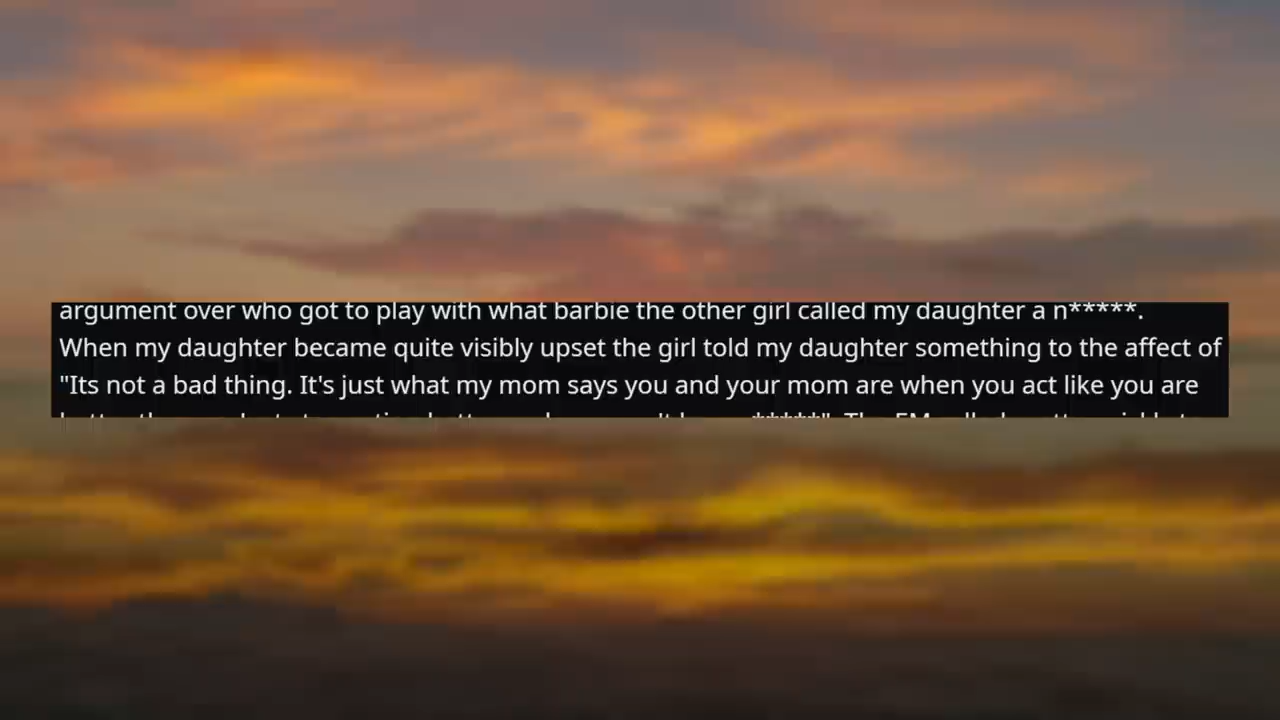 argument over who got to play with what barbie the other girl called my daughter a n*****.
When my daughter became quite visibly upset the girl told my daughter something to the affect of
"Its not a bad thing. It's just what my mom says you and your mom are when you act like you are